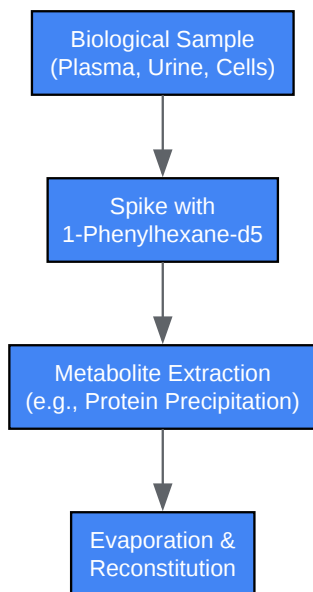 Biological Sample
(Plasma, Urine, Cells)
Spike with
1-Phenylhexane-d5
Metabolite Extraction
(e.g., Protein Precipitation)
Evaporation &
Reconstitution